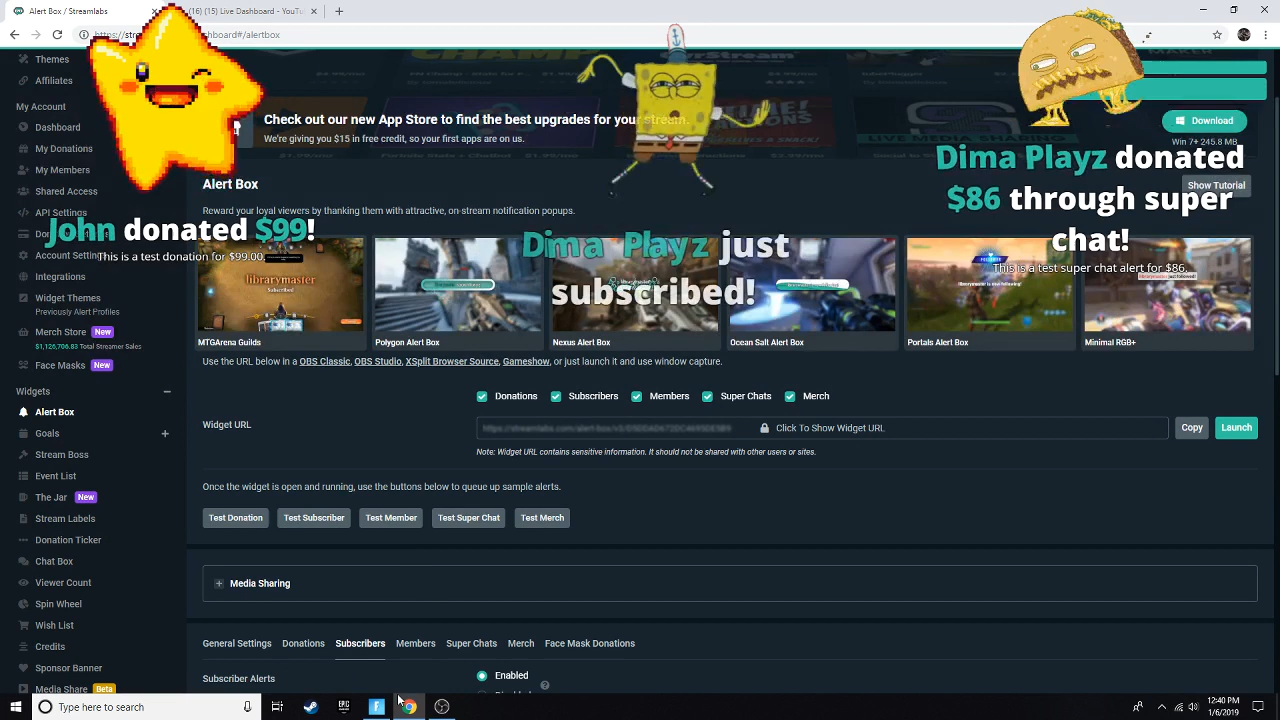 Alert Box / Streamlabs
(16) Dima Playz - YouTub
Themes
Affiliates
My Account
Dashboard
My Donations
My Members
Shared Access
API Settings
Account Settings
Integrations
Widget Themes
Previously Alert Profiles
Merch Store New
$1,126,706.83 Total Streamer Sales
Face Masks New
Widgets
Alert Box
Goals
Stream Boss
Event List
The Jar New
Stream Labels
Donation Ticker
Chat Box
Viewer Count
Spin Wheel
Wish List
Credits
Sponsor Banner
Media Share Beta
Check out our new App Store to find the best upgrades for your stream.
We're giving you $15 in free credit, so your first apps are on us.
Download
Win 7+ 245.8 MB
Alert Box
Show Tutorial
Reward your loyal viewers by thanking them with attractive, on-stream notification popups.
John donated $99!
This is a test donation for $99.00.
Dima Playz just
subscribed!
Dima Playz donated
$86 through super
chat!
This is a test super chat alert for $86.
librarymaster
Subscribed
MTGArena Guilds
Polygon Alert Box
Nexus Alert Box
Ocean Salt Alert Box
Portals Alert Box
Minimal RGB+
Use the URL below in a OBS Classic, OBS Studio, XSplit Browser Source, Gameshow, or just launch it and use window capture.
Donations Subscribers Members Super Chats Merch
Widget URL
Click To Show Widget URL
Copy
Launch
Note: Widget URL contains sensitive information. It should not be shared with other users or sites.
Once the widget is open and running, use the buttons below to queue up sample alerts.
Test Donation Test Subscriber Test Member Test Super Chat Test Merch
Media Sharing
General Settings Donations Subscribers Members Super Chats Merch Face Mask Donations
Subscriber Alerts
Enabled
Type here to search
12:40 PM
1/6/2019